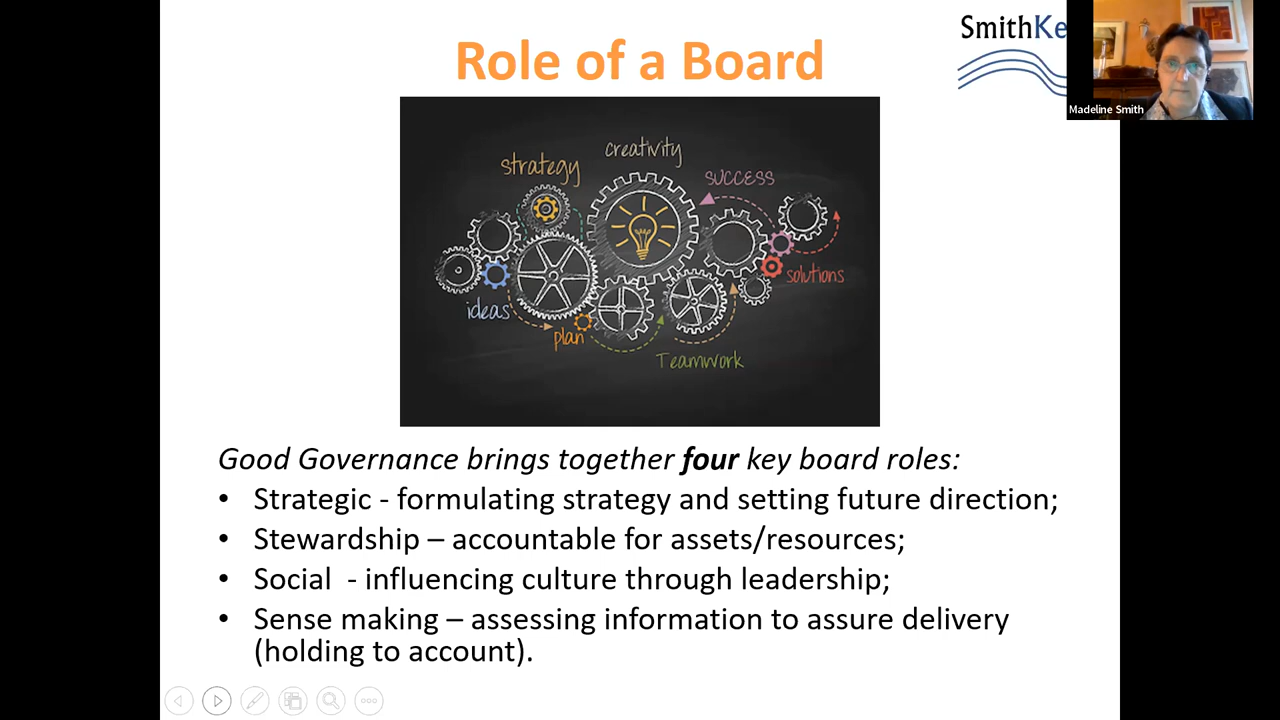 Role of a Board
SmithKe
Madeline Smith
creativity
strategy
SUCCESS
solutions
ideas
plan
Teamwork
Good Governance brings together four key board roles:
• Strategic - formulating strategy and setting future direction;
• Stewardship – accountable for assets/resources;
• Social - influencing culture through leadership;
• Sense making – assessing information to assure delivery
(holding to account).